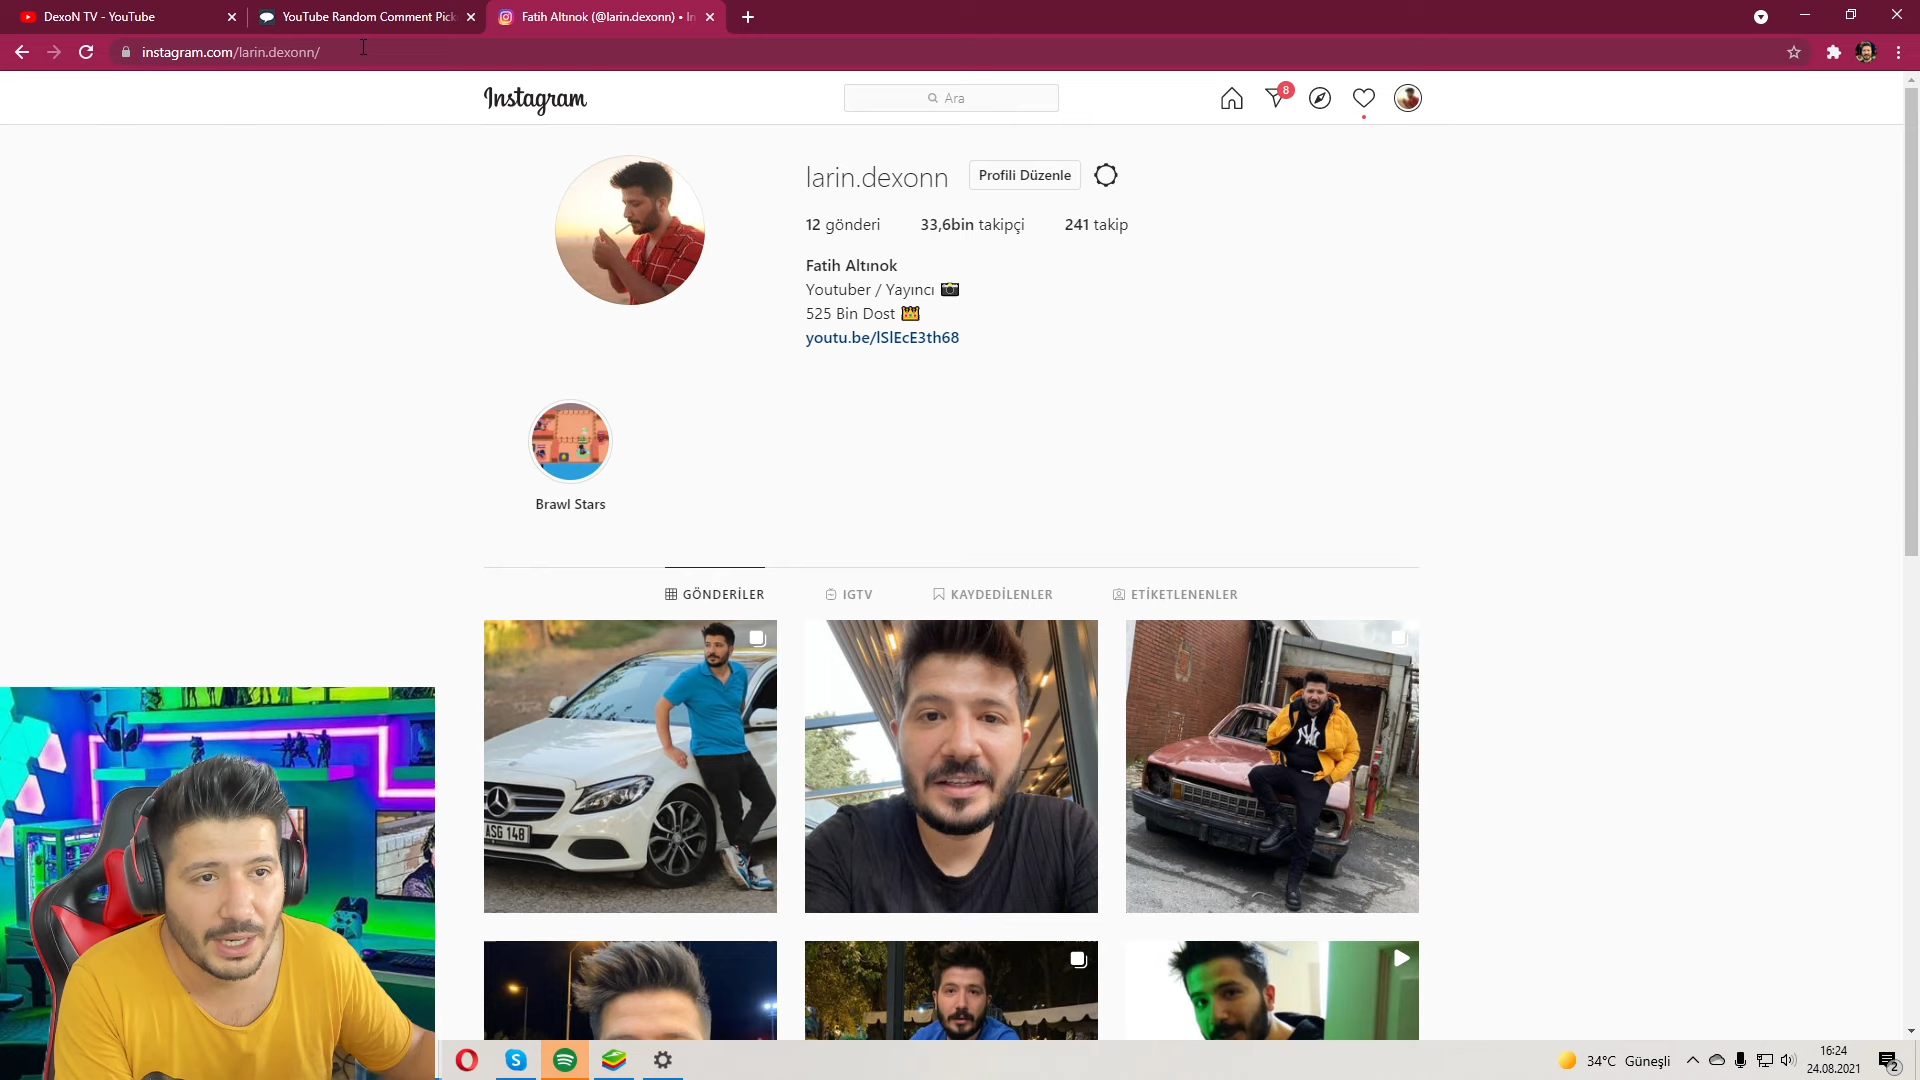 DexoN TV - YouTube
YouTube Random Comment Pick
Fatih Altınok (@larin.dexonn) • In
instagram.com/larin.dexonn/
Instagram
Ara
8
larin.dexonn
Profili Düzenle
12 gönderi
33,6bin takipçi
241 takip
Fatih Altınok
Youtuber / Yayıncı 📷
525 Bin Dost 👑
youtu.be/lSlEcE3th68
Brawl Stars
GÖNDERİLER
IGTV
KAYDEDİLENLER
ETİKETLENENLER
ASG 148
34°C Güneşli
16:24
24.08.2021
2